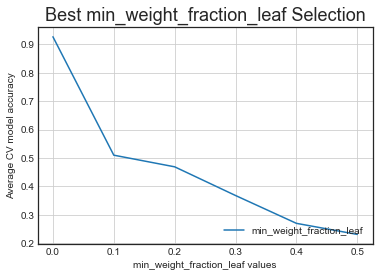 Best min_weight_fraction_leaf Selection
Average CV model accuracy
0.9
0.8
0.7
0.6
0.5
0.4
0.3
0.2
min_weight_fraction_leaf
0.0 0.1 0.2 0.3 0.4 0.5
min_weight_fraction_leaf values